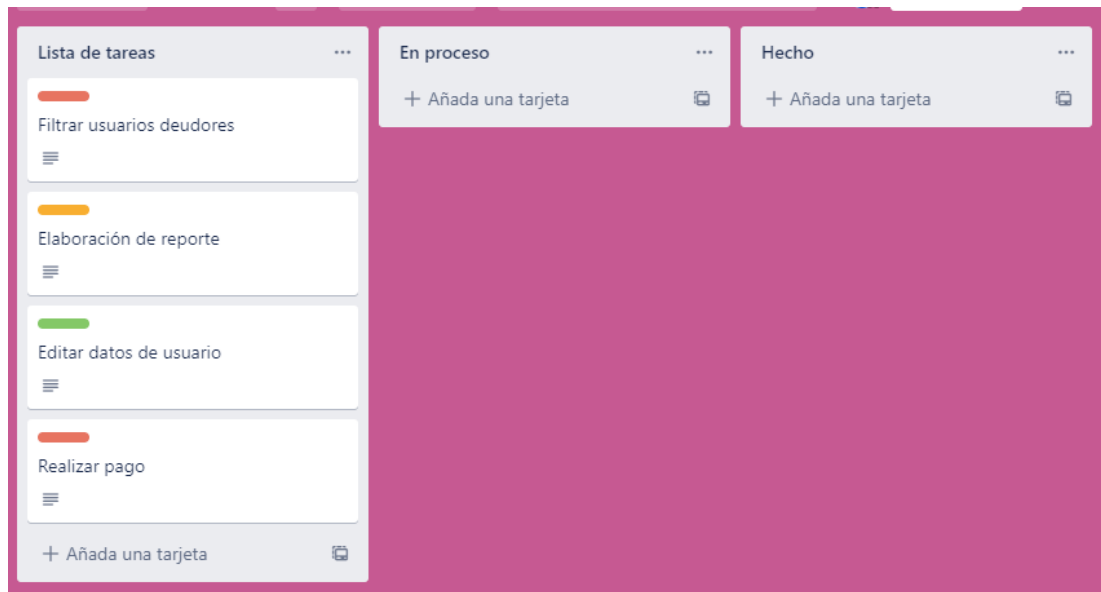 Lista de tareas
Filtrar usuarios deudores
Elaboración de reporte
Editar datos de usuario
Realizar pago
+ Añada una tarjeta
En proceso
+ Añada una tarjeta
Hecho
+ Añada una tarjeta